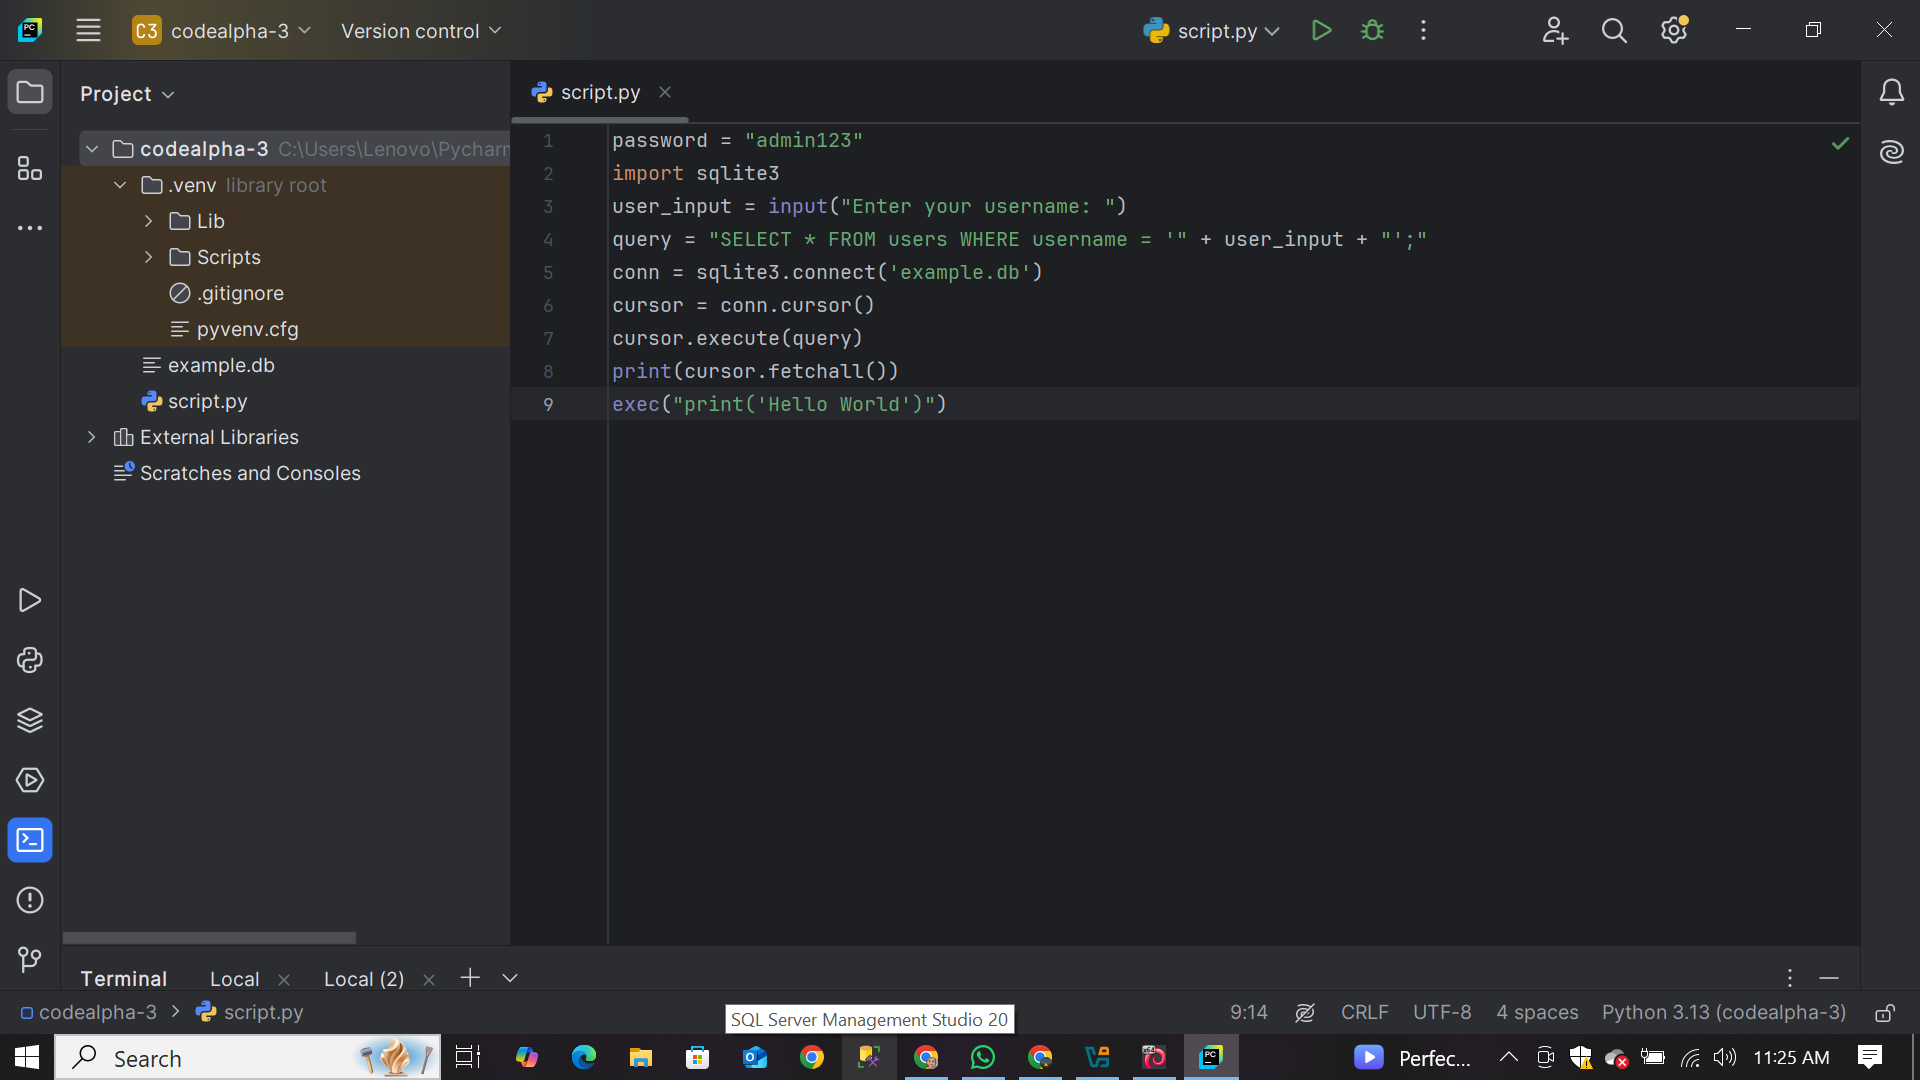 PC
C3 codealpha-3
Version control
script.py
Project
script.py
codealpha-3 C:\Users\Lenovo\Pycharm
.venv library root
Lib
Scripts
.gitignore
pyvenv.cfg
example.db
script.py
External Libraries
Scratches and Consoles
1 password = "admin123"
2 import sqlite3
3 user_input = input("Enter your username: ")
4 query = "SELECT * FROM users WHERE username = '" + user_input + "';"
5 conn = sqlite3.connect('example.db')
6 cursor = conn.cursor()
7 cursor.execute(query)
8 print(cursor.fetchall())
9 exec("print('Hello World')")
Terminal
Local
Local (2)
codealpha-3
script.py
SQL Server Management Studio 20
9:14
CRLF
UTF-8
4 spaces
Python 3.13 (codealpha-3)
Search
PC
Perfec...
11:25 AM